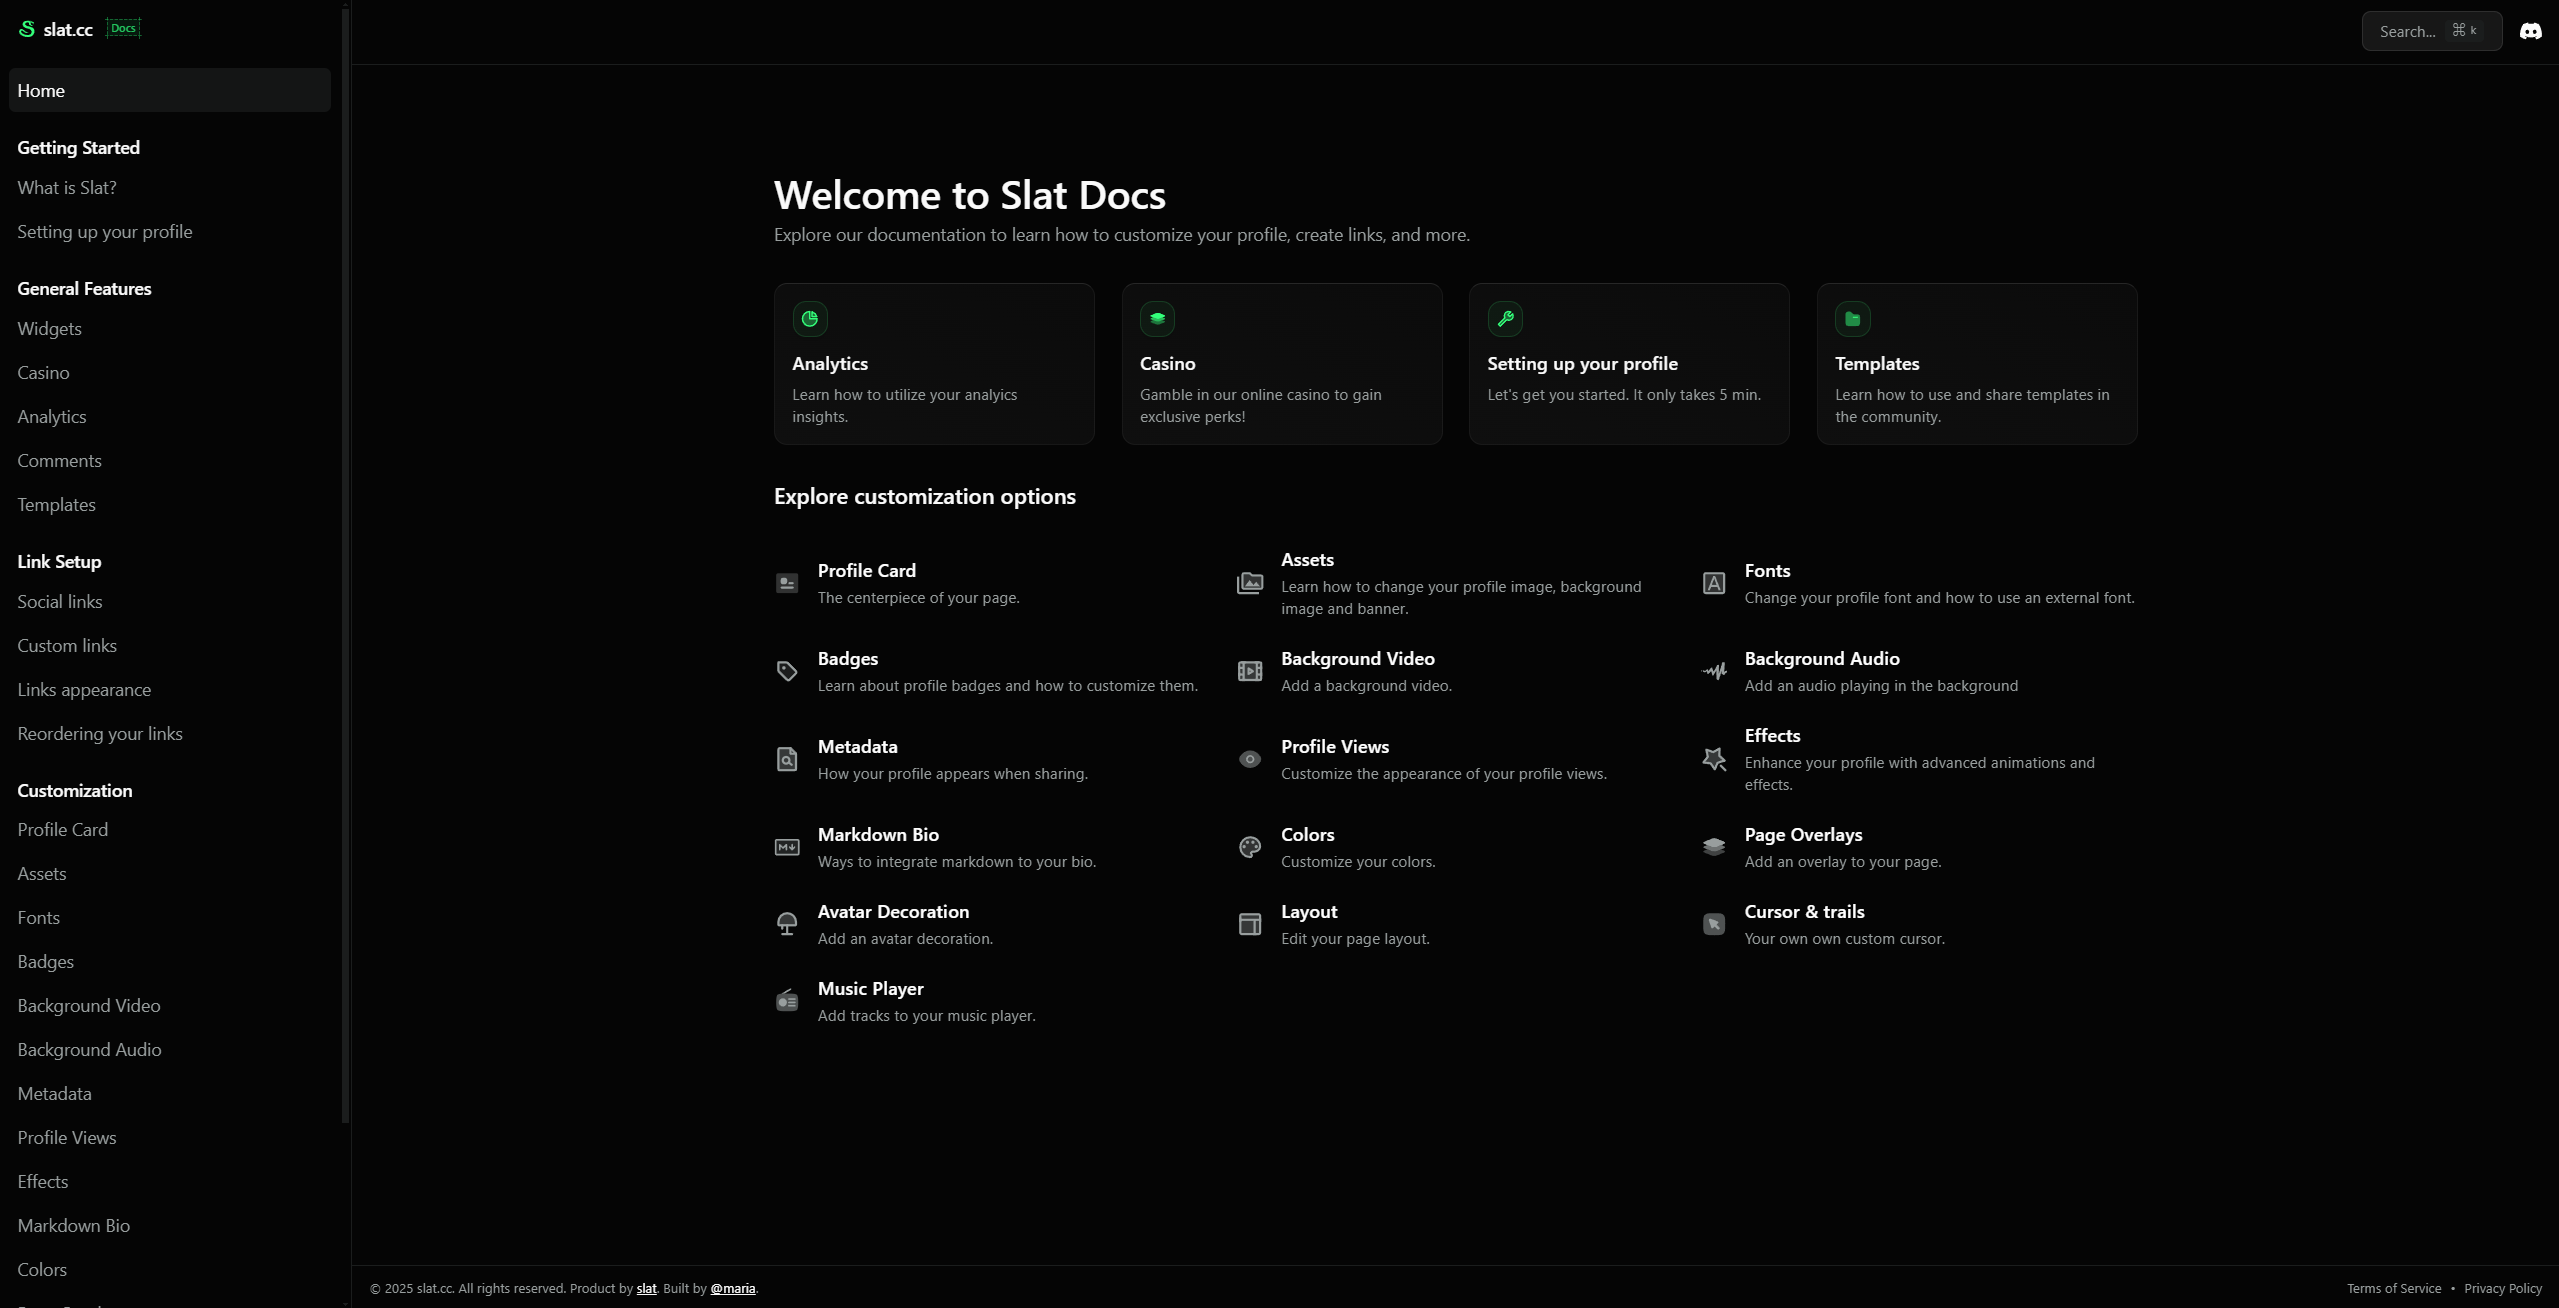 slat.cc Docs
Home
Getting Started
What is Slat?
Setting up your profile
General Features
Widgets
Casino
Analytics
Comments
Templates
Link Setup
Social links
Custom links
Links appearance
Reordering your links
Customization
Profile Card
Assets
Fonts
Badges
Background Video
Background Audio
Metadata
Profile Views
Effects
Markdown Bio
Colors
Search... ⌘ k
Welcome to Slat Docs
Explore our documentation to learn how to customize your profile, create links, and more.
Analytics
Learn how to utilize your analyics
insights.
Casino
Gamble in our online casino to gain
exclusive perks!
Setting up your profile
Let's get you started. It only takes 5 min.
Templates
Learn how to use and share templates in
the community.
Explore customization options
Profile Card
The centerpiece of your page.
Assets
Learn how to change your profile image, background
image and banner.
Fonts
Change your profile font and how to use an external font.
Badges
Learn about profile badges and how to customize them.
Background Video
Add a background video.
Background Audio
Add an audio playing in the background
Metadata
How your profile appears when sharing.
Profile Views
Customize the appearance of your profile views.
Effects
Enhance your profile with advanced animations and
effects.
Markdown Bio
Ways to integrate markdown to your bio.
Colors
Customize your colors.
Page Overlays
Add an overlay to your page.
Avatar Decoration
Add an avatar decoration.
Layout
Edit your page layout.
Cursor & trails
Your own own custom cursor.
Music Player
Add tracks to your music player.
© 2025 slat.cc. All rights reserved. Product by slat. Built by @maria.
Terms of Service • Privacy Policy